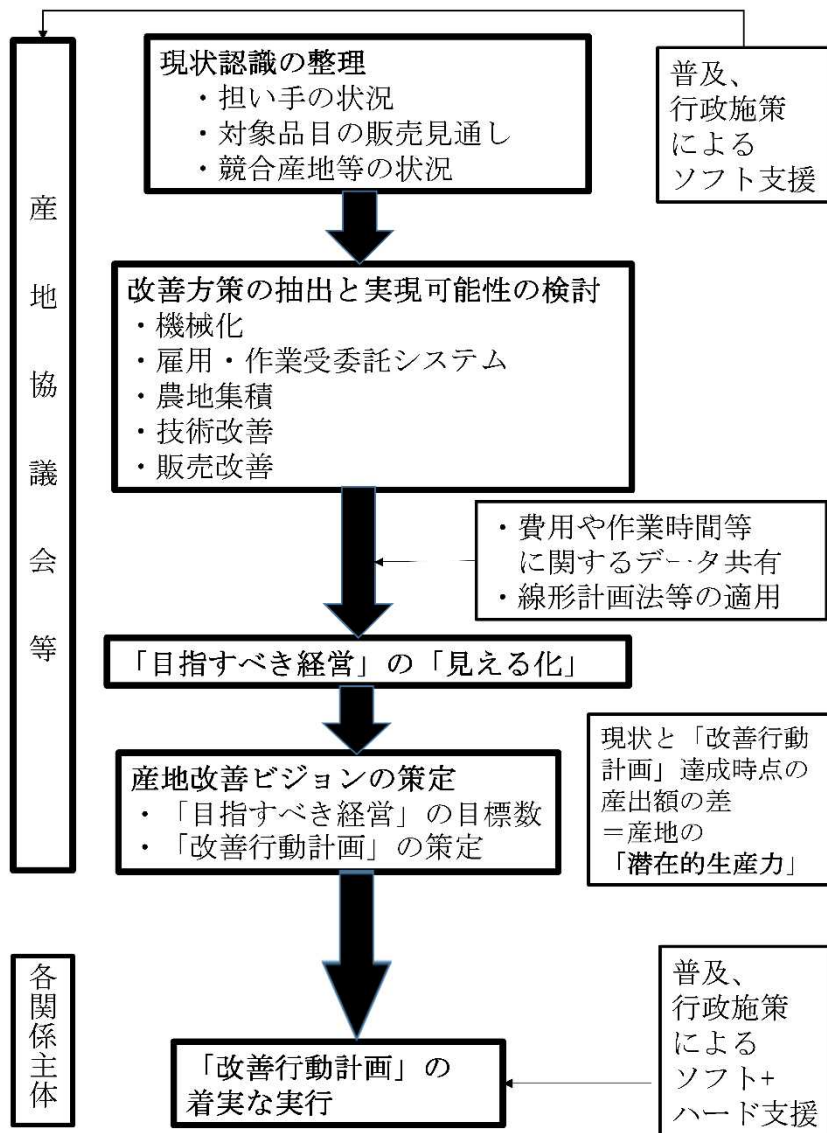 現状認識の整理
・担い手の状況
・対象品目の販売見通し
・競合産地等の状況
普及、
行政施策
による
ソフト支援
産地協議会等
改善方策の抽出と実現可能性の検討
・機械化
・雇用・作業受委託システム
・農地集積
・技術改善
・販売改善
・費用や作業時間等
に関するデータ共有
・線形計画法等の適用
「目指すべき経営」の「見える化」
産地改善ビジョンの策定
・「目指すべき経営」の目標数
・「改善行動計画」の策定
現状と「改善行動
計画」達成時点の
産出額の差
＝産地の
「潜在的生産力」
各関係主体
「改善行動計画」の
着実な実行
普及、
行政施策
による
ソフト+
ハード支援